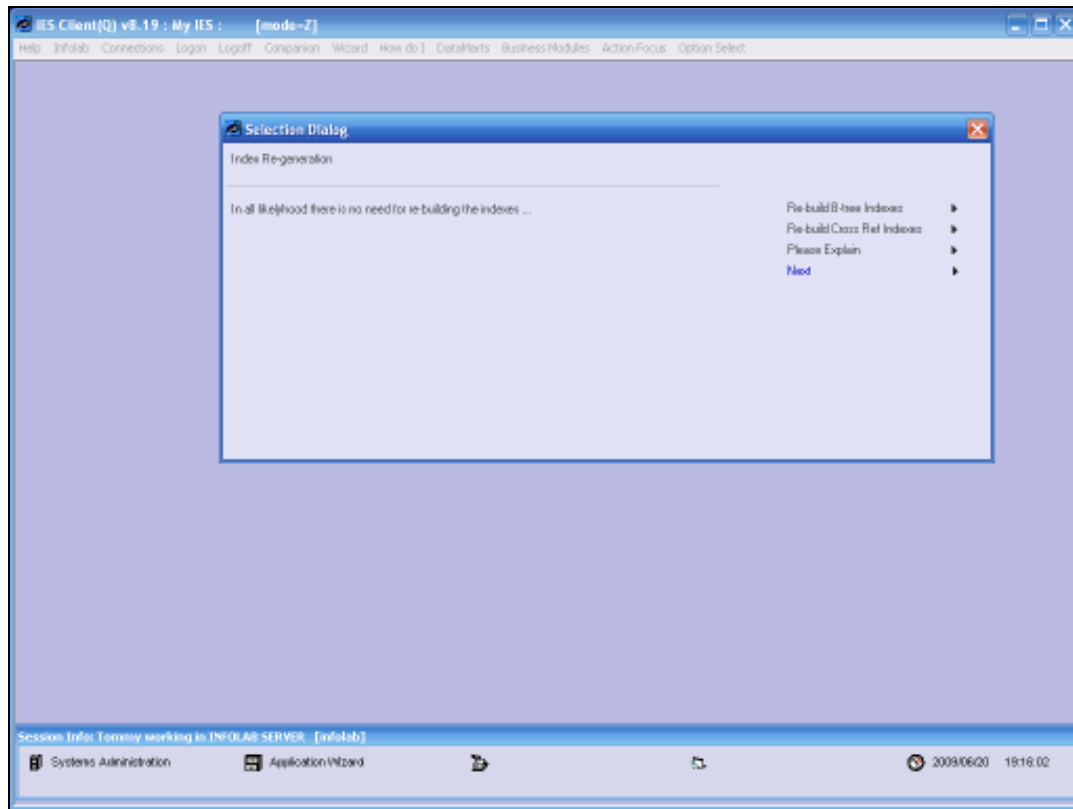 IES Client(Q) v8.19 : My IES : [mode=Z]
Help Infolab Connections Logon Logoff Companion Wizard How do I DataMarts Business Modules Action Focus Option Select
Selection Dialog
Index Re-generation
In all likelyhood there is no need for re-building the indexes ...
Re-build B-tree Indexes
Re-build Cross Ref Indexes
Please Explain
Next
Session Info: Tommy working in INFOLAB SERVER [infolab]
Systems Administration Application Wizard 2009/06/20 19:16:02